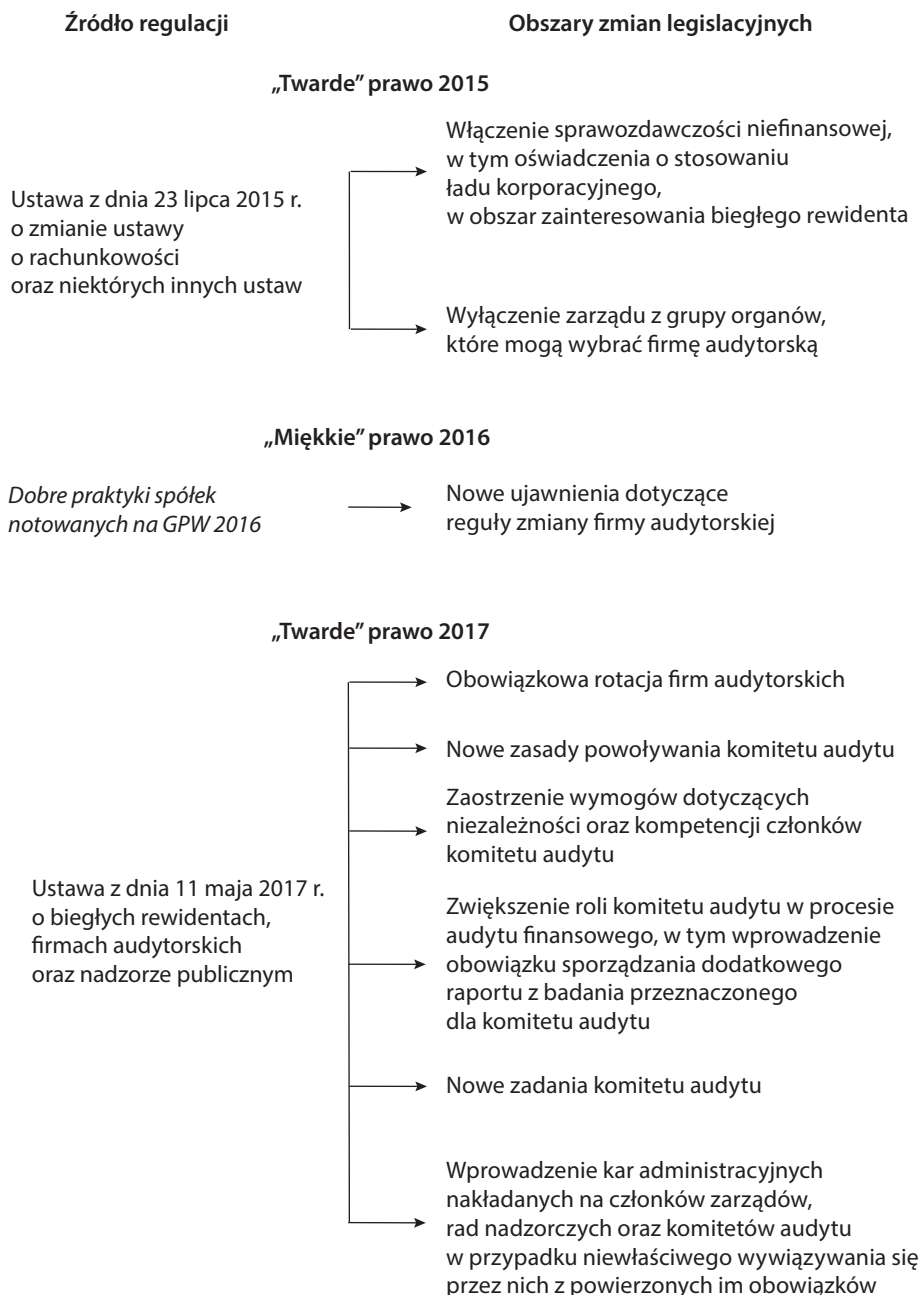 Źródło regulacji
Obszary zmian legislacyjnych
„Twarde” prawo 2015
Ustawa z dnia 23 lipca 2015 r.
o zmianie ustawy
o rachunkowości
oraz niektórych innych ustaw
Włączenie sprawozdawczości niefinansowej,
w tym oświadczenia o stosowaniu
ładu korporacyjnego,
w obszar zainteresowania biegłego rewidenta
Wyłączenie zarządu z grupy organów,
które mogą wybrać firmę audytorską
„Miękkie” prawo 2016
Dobre praktyki spółek
notowanych na GPW 2016
Nowe ujawnienia dotyczące
reguły zmiany firmy audytorskiej
„Twarde” prawo 2017
Ustawa z dnia 11 maja 2017 r.
o biegłych rewidentach,
firmach audytorskich
oraz nadzorze publicznym
Obowiązkowa rotacja firm audytorskich
Nowe zasady powoływania komitetu audytu
Zaostrzenie wymogów dotyczących
niezależności oraz kompetencji członków
komitetu audytu
Zwiększenie roli komitetu audytu w procesie
audytu finansowego, w tym wprowadzenie
obowiązku sporządzania dodatkowego
raportu z badania przeznaczonego
dla komitetu audytu
Nowe zadania komitetu audytu
Wprowadzenie kar administracyjnych
nakładanych na członków zarządów,
rad nadzorczych oraz komitetów audytu
w przypadku niewłaściwego wywiązywania się
przez nich z powierzonych im obowiązków